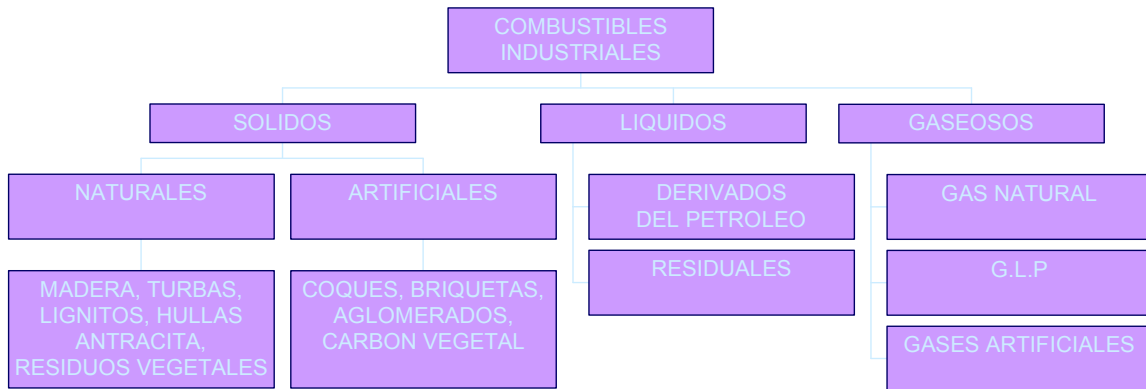 COMBUSTIBLES
INDUSTRIALES
SOLIDOS
LIQUIDOS
GASEOSOS
NATURALES
ARTIFICIALES
DERIVADOS
DEL PETROLEO
GAS NATURAL
RESIDUALES
G.L.P
MADERA, TURBAS,
LIGNITOS, HULLAS
ANTRACITA,
RESIDUOS VEGETALES
COQUES, BRIQUETAS,
AGLOMERADOS,
CARBON VEGETAL
GASES ARTIFICIALES